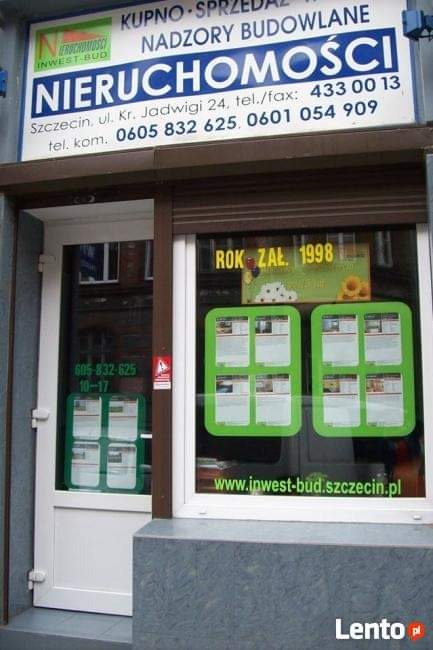 KUPNO · SPRZEDAŻ ·
NADZORY BUDOWLANE
NIERUCHOMOŚCI
INWEST-BUD
NIERUCHOMOŚCI
Szczecin, ul. Kr. Jadwigi 24, tel./fax: 433 00 13
tel. kom. 0605 832 625, 0601 054 909
ROK ZAŁ. 1998
605-832-625
10-17
www.inwest-bud.szczecin.pl
Lento.pl